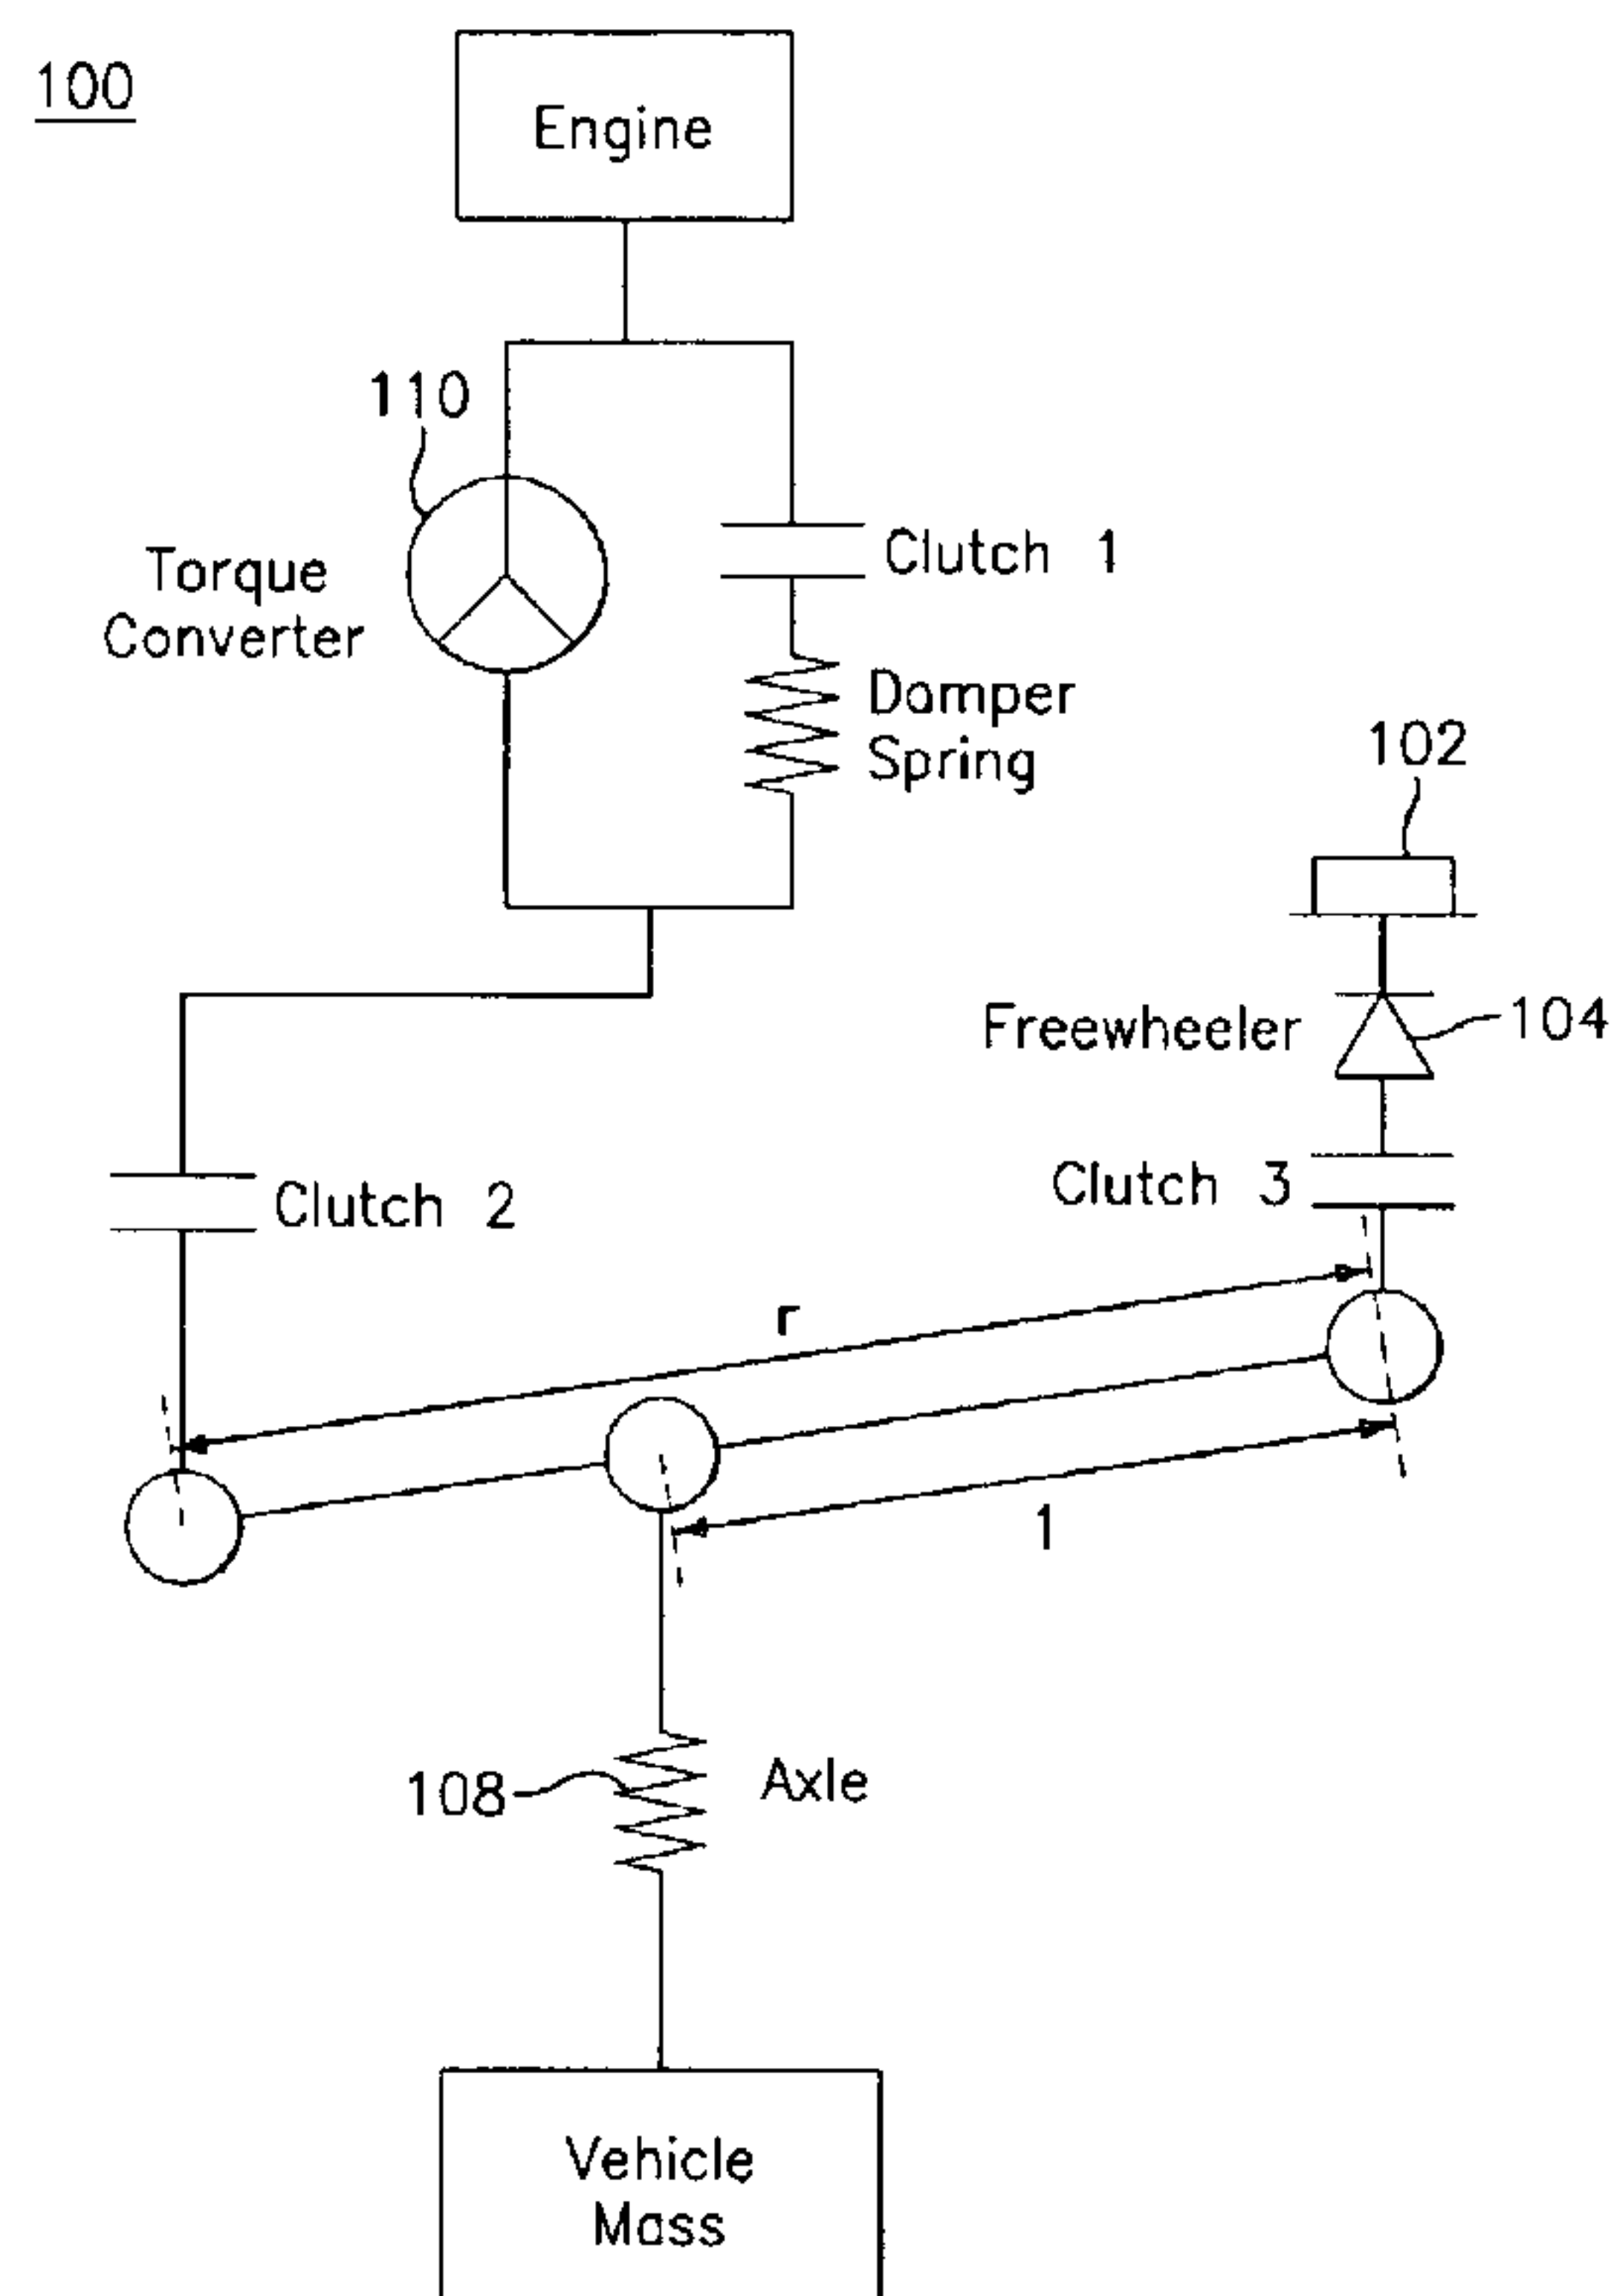 100
Engine
110
Torque
Converter
Clutch 1
Damper
Spring
102
Freewheeler
104
Clutch 2
Clutch 3
r
1
108
Axle
Vehicle
Mass